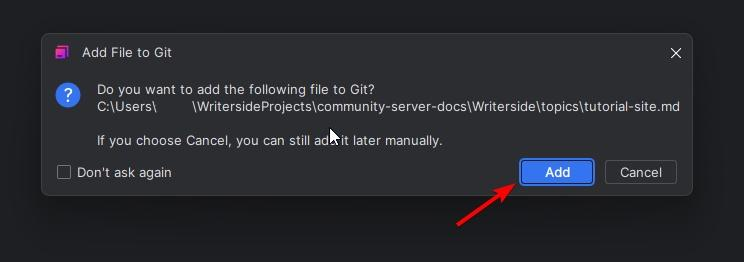 Add File to Git
Do you want to add the following file to Git?
C:\Users\ \WritersideProjects\community-server-docs\Writerside\topics\tutorial-site.md
If you choose Cancel, you can still add it later manually.
Don't ask again
Add
Cancel